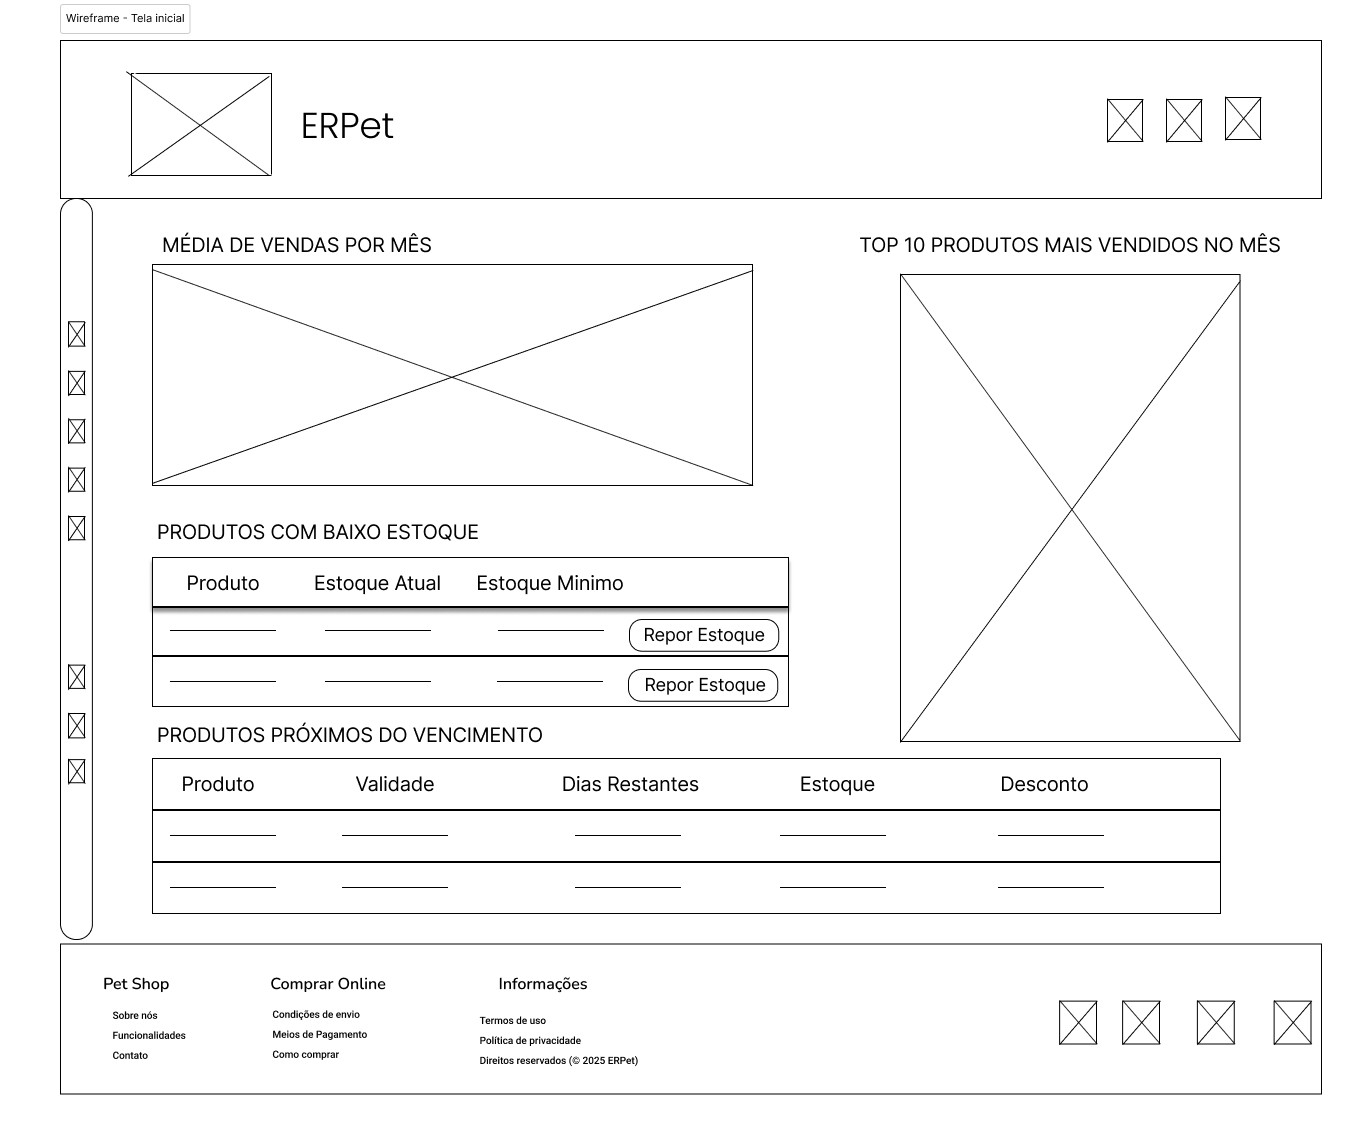 Wireframe - Tela inicial
ERPet
MÉDIA DE VENDAS POR MÊS
TOP 10 PRODUTOS MAIS VENDIDOS NO MÊS
PRODUTOS COM BAIXO ESTOQUE
Produto Estoque Atual Estoque Minimo
Repor Estoque
Repor Estoque
PRODUTOS PRÓXIMOS DO VENCIMENTO
Produto Validade Dias Restantes Estoque Desconto
Pet Shop
Sobre nós
Funcionalidades
Contato
Comprar Online
Condições de envio
Meios de Pagamento
Como comprar
Informações
Termos de uso
Política de privacidade
Direitos reservados (© 2025 ERPet)